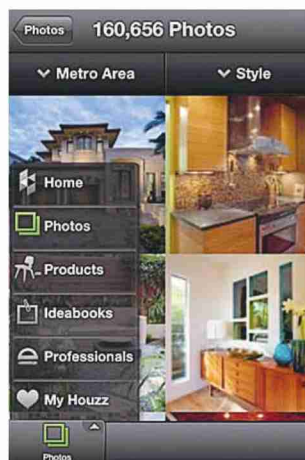 Photos
160,656 Photos
Metro Area
Style
Home
Photos
Products
Ideabooks
Professionals
My Houzz
Photos